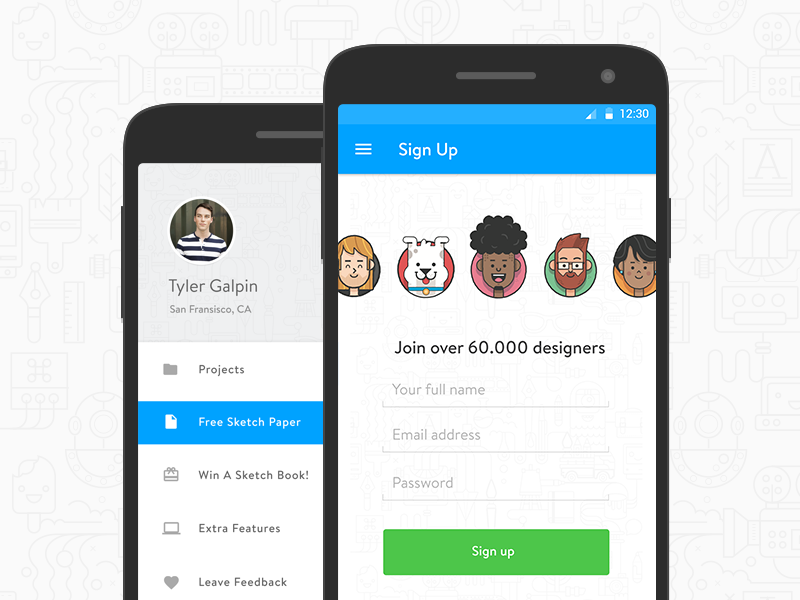 12:30
Sign Up
Join over 60.000 designers
Your full name
Email address
Password
Sign up
Tyler Galpin
San Fransisco, CA
Projects
Free Sketch Paper
Win A Sketch Book!
Extra Features
Leave Feedback